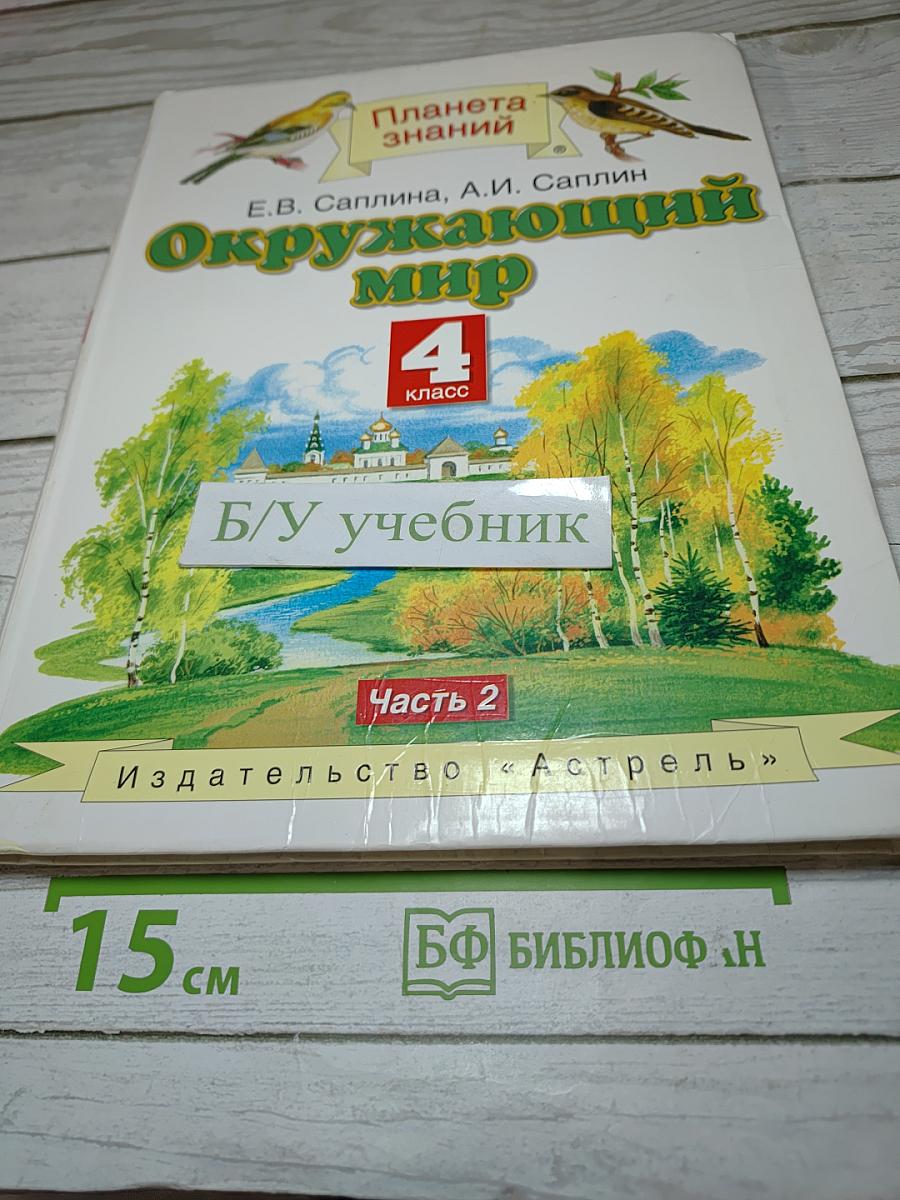 Планета
знаний
®
Е.В. Саплина, А.И. Саплин
Окружающий
мир
4
класс
Б/У учебник
Часть 2
Издательство «Астрель»
15 см
БФ БИБЛИОФ